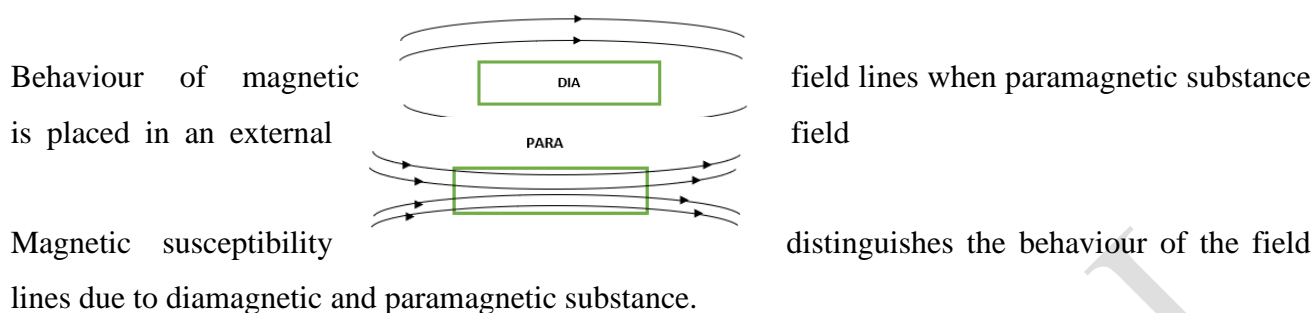 Behaviour of magnetic DIA field lines when paramagnetic substance
is placed in an external PARA field
Magnetic susceptibility distinguishes the behaviour of the field
lines due to diamagnetic and paramagnetic substance.